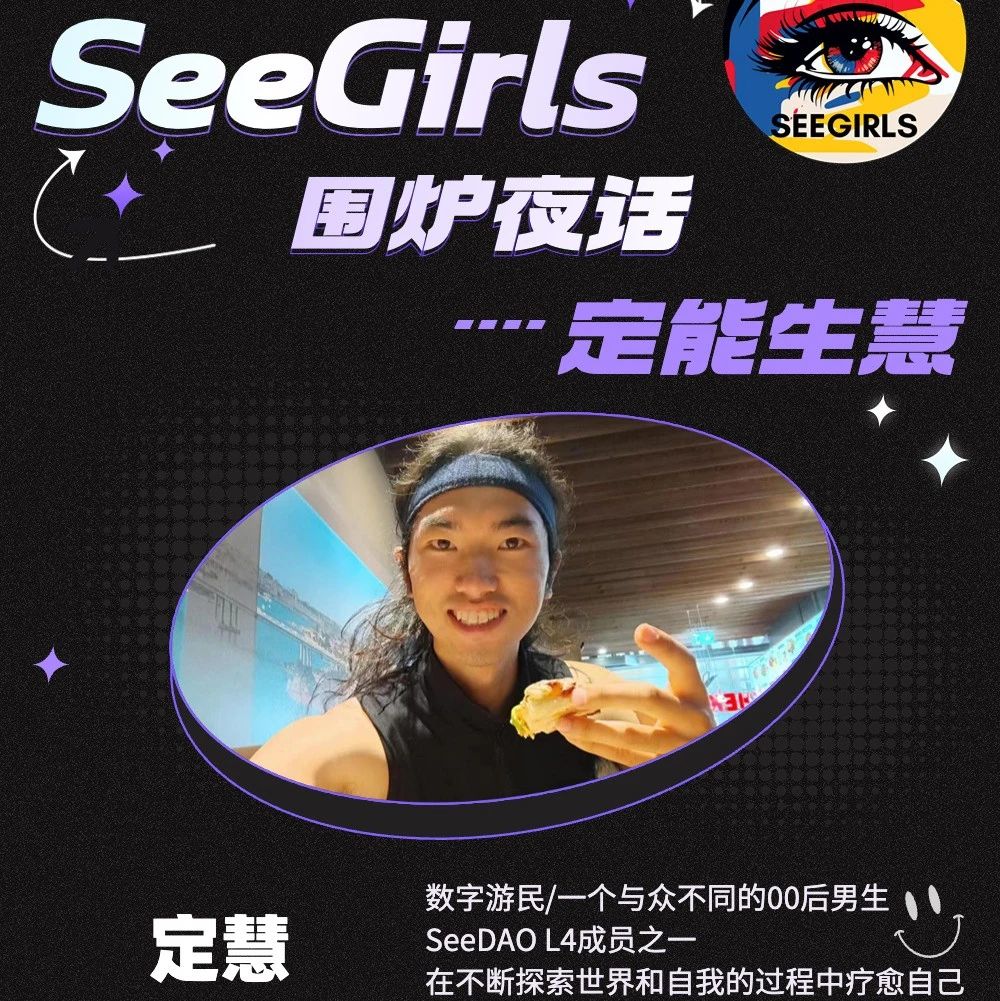 SeeGirls
SEEGIRLS
围炉夜话
定能生慧
定慧
数字游民/一个与众不同的00后男生
SeeDAO L4成员之一
在不断探索世界和自我的过程中疗愈自己